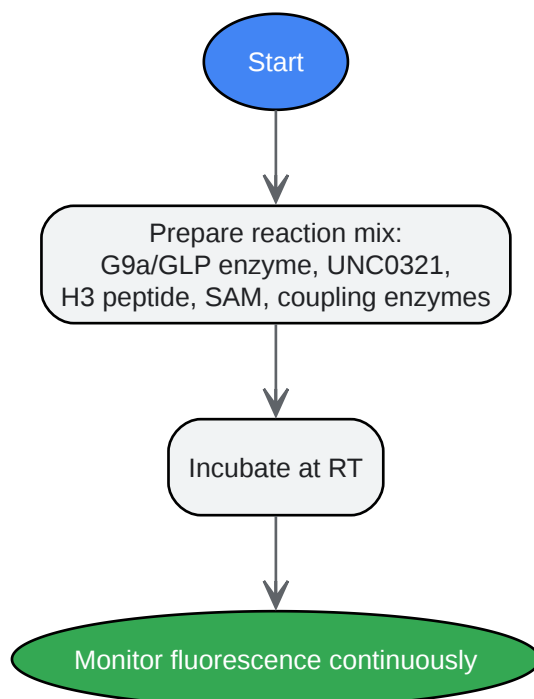 Start
Prepare reaction mix:
G9a/GLP enzyme, UNC0321,
H3 peptide, SAM, coupling enzymes
Incubate at RT
Monitor fluorescence continuously